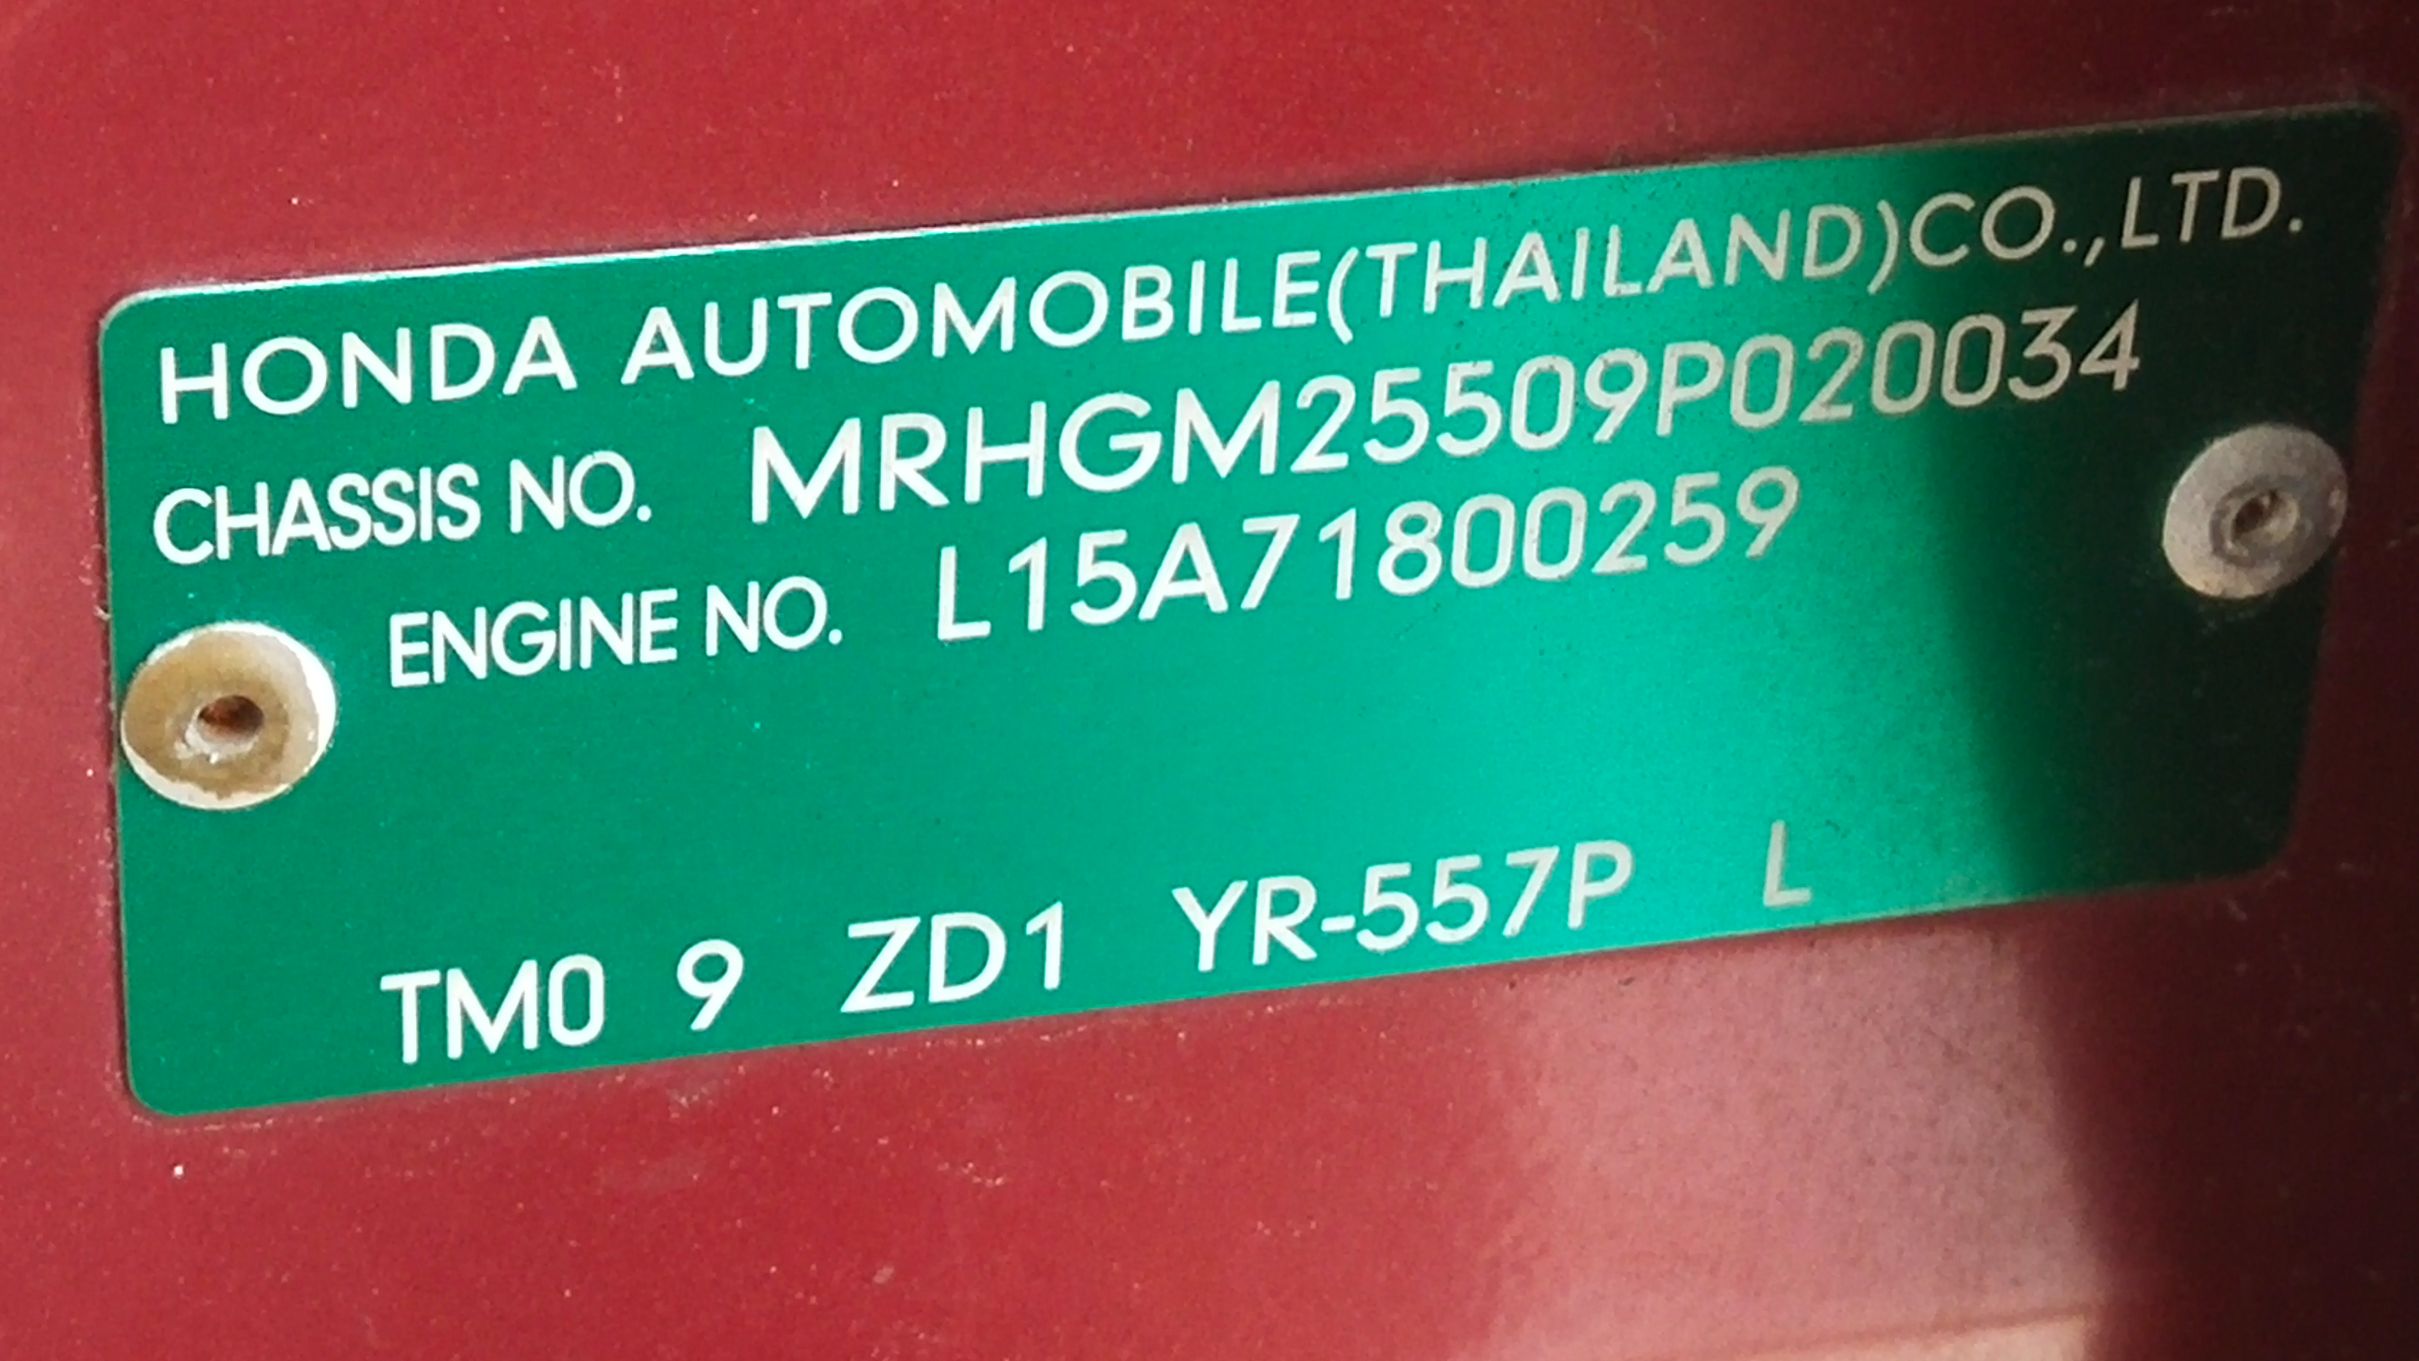 HONDA AUTOMOBILE(THAILAND)CO.,LTD.
CHASSIS NO. MRHGM25509P020034
ENGINE NO. L15A71800259
TM0 9 ZD1 YR-557P L